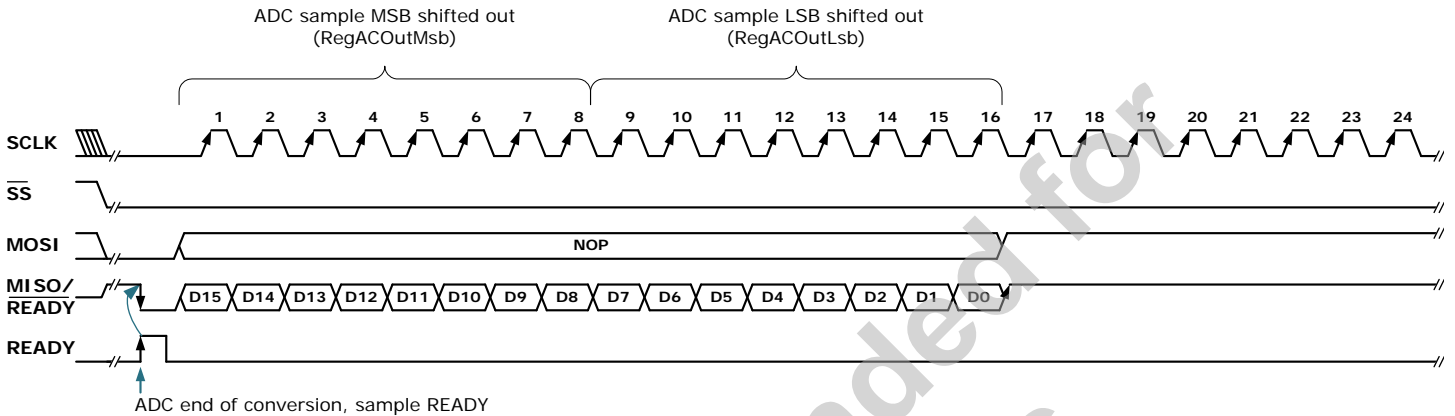 ADC sample MSB shifted out
(RegACOutMsb)
ADC sample LSB shifted out
(RegACOutLsb)
1 2 3 4 5 6 7 8 9 10 11 12 13 14 15 16 17 18 19 20 21 22 23 24
SCLK
SS
MOSI
NOP
MISO/
READY
D15 D14 D13 D12 D11 D10 D9 D8 D7 D6 D5 D4 D3 D2 D1 D0
READY
ADC end of conversion, sample READY
for